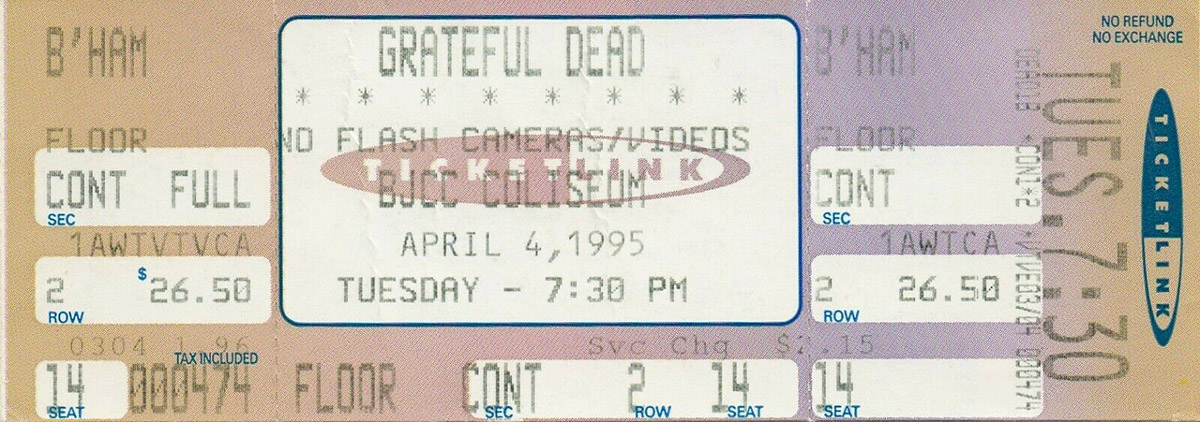 B'HAM
FLOOR
CONT FULL
SEC
1AWTVTVCA
2 $26.50
ROW
0304 1 96
TAX INCLUDED
14 000474
SEAT
GRATEFUL DEAD
* * * * * * * *
NO FLASH CAMERAS/VIDEOS
TICKETLINK
BJCC COLISEUM
APRIL 4,1995
TUESDAY - 7:30 PM
Svc Chg $2.15
FLOOR CONT 2 14
SEC ROW SEAT
B'HAM
FLOOR
CONT
SEC
1AWTCA
2 26.50
ROW
14
SEAT
NO REFUND
NO EXCHANGE
TUES.7:30
TICKETLINK